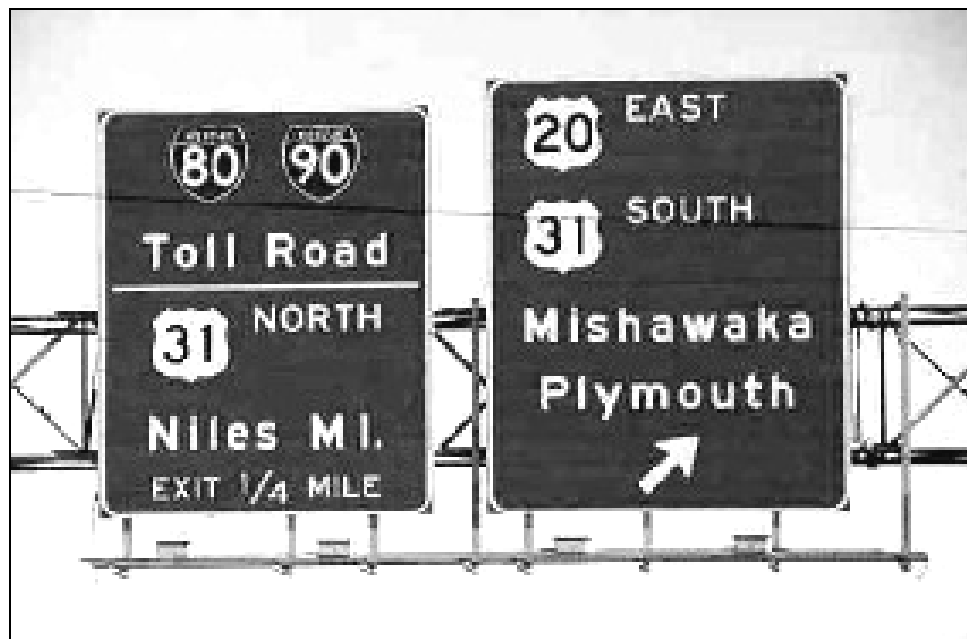 80 90
Toll Road
31 NORTH
Niles MI.
EXIT 1/4 MILE
20 EAST
31 SOUTH
Mishawaka
Plymouth